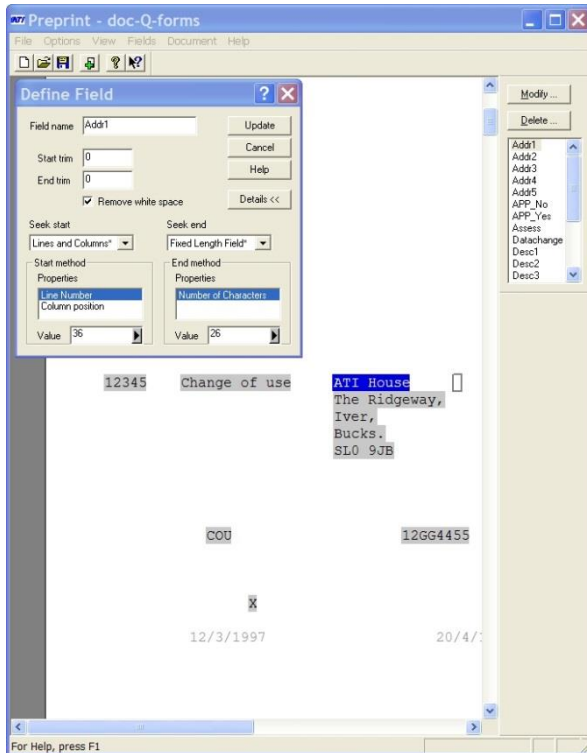 ATI Preprint - doc-Q-forms
File Options View Fields Document Help
Define Field
Field name Addr1 Update
Cancel
Start trim 0 Help
End trim 0
Remove white space Details <<
Seek start Seek end
Lines and Columns* Fixed Length Field*
Start method End method
Properties Properties
Line Number Number of Characters
Column position
Value 36 Value 26
Modify ...
Delete ...
Addr1
Addr2
Addr3
Addr4
Addr5
APP_No
APP_Yes
Assess
Datachange
Desc1
Desc2
Desc3
12345 Change of use ATI House
The Ridgeway,
Iver,
Bucks.
SL0 9JB
COU 12GG4455
X
12/3/1997 20/4/1
For Help, press F1